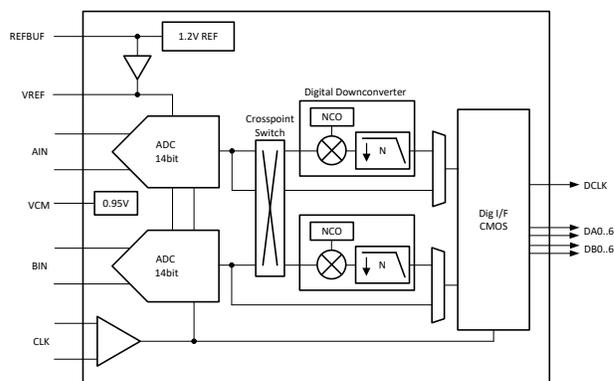 REFBUF
1.2V REF
VREF
Digital Downconverter
Crosspoint
Switch
NCO
N
AIN
ADC
14bit
VCM
0.95V
Dig I/F
CMOS
DCLK
DA0..6
DB0..6
NCO
N
BIN
ADC
14bit
CLK